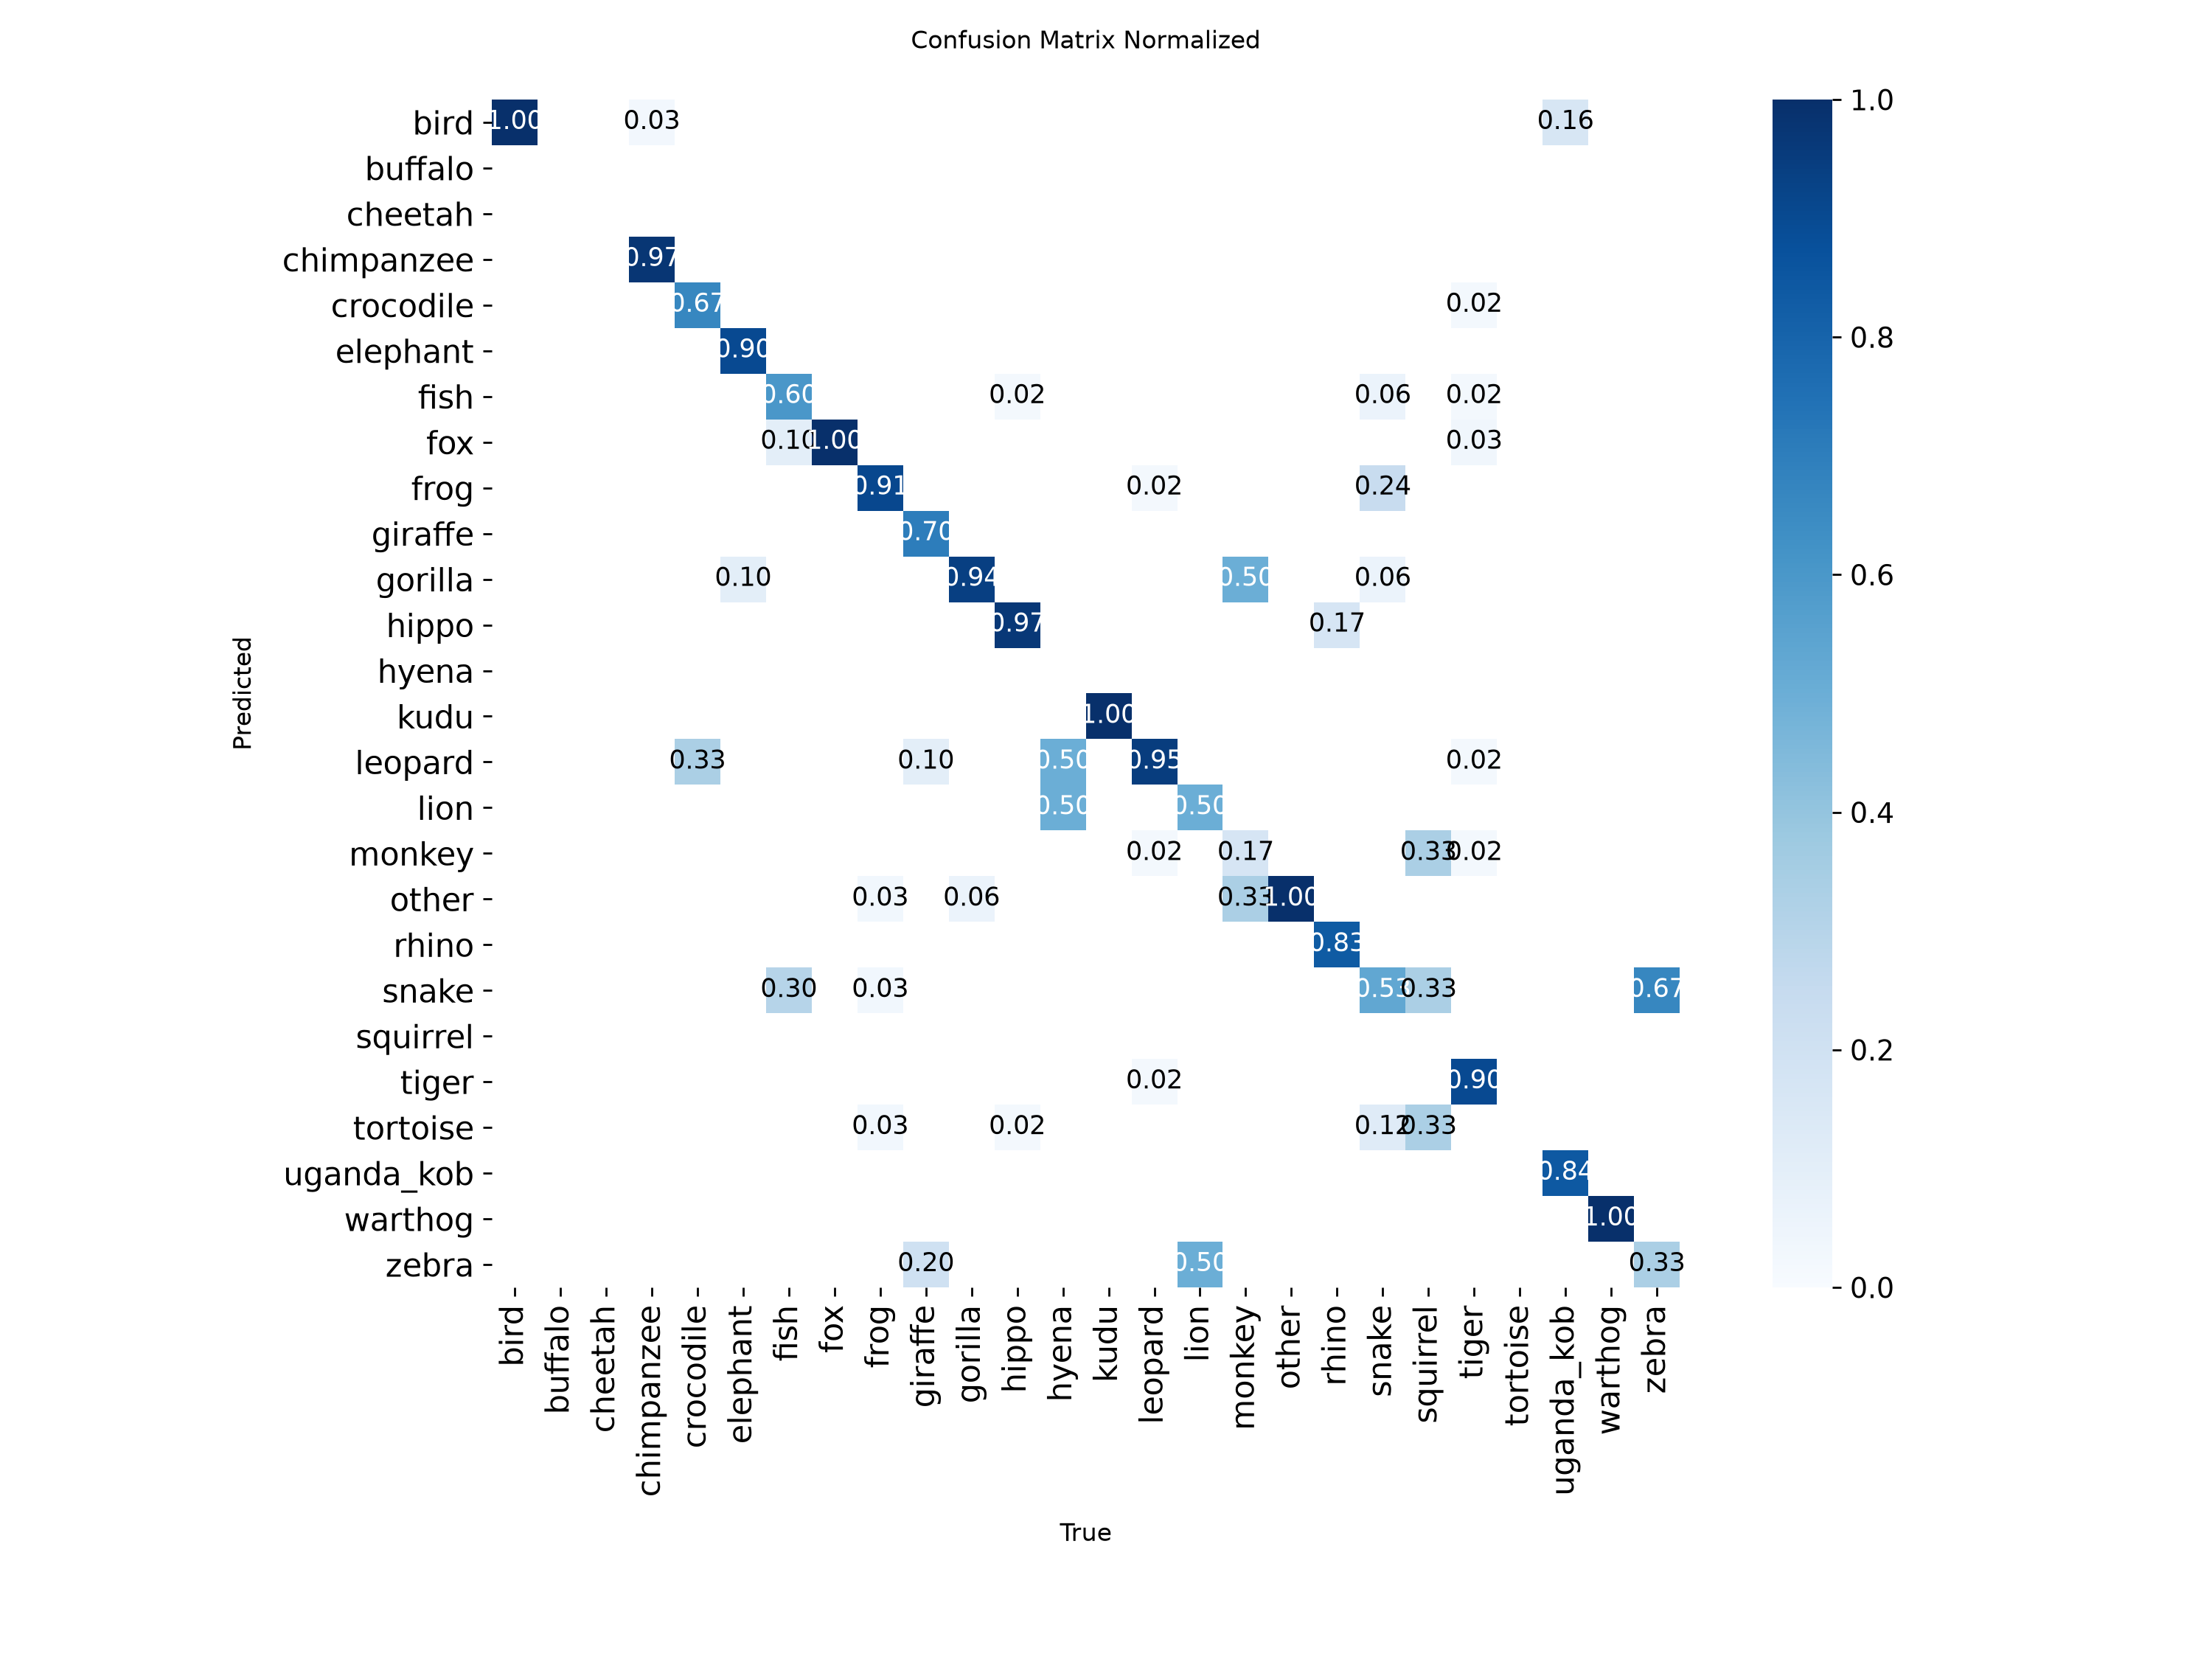 Confusion Matrix Normalized
bird 1.00 0.03 0.16
buffalo
cheetah
chimpanzee 0.97
crocodile 0.67 0.02
elephant 0.90
fish 0.60 0.02 0.06 0.02
fox 0.10 1.00 0.03
frog 0.91 0.02 0.24
giraffe 0.70
gorilla 0.10 0.94 0.50 0.06
hippo 0.97 0.17
hyena
kudu 1.00
leopard 0.33 0.10 0.50 0.95 0.02
lion 0.50 0.50
monkey 0.02 0.17 0.33 0.02
other 0.03 0.06 0.33 1.00
rhino 0.83
snake 0.30 0.03 0.53 0.33 0.67
squirrel
tiger 0.02 0.90
tortoise 0.03 0.02 0.12 0.33
uganda_kob 0.84
warthog 1.00
zebra 0.20 0.50 0.33
Predicted
bird buffalo cheetah chimpanzee crocodile elephant fish fox frog giraffe gorilla hippo hyena kudu leopard lion monkey other rhino snake squirrel tiger tortoise uganda_kob warthog zebra
True
1.0
0.8
0.6
0.4
0.2
0.0